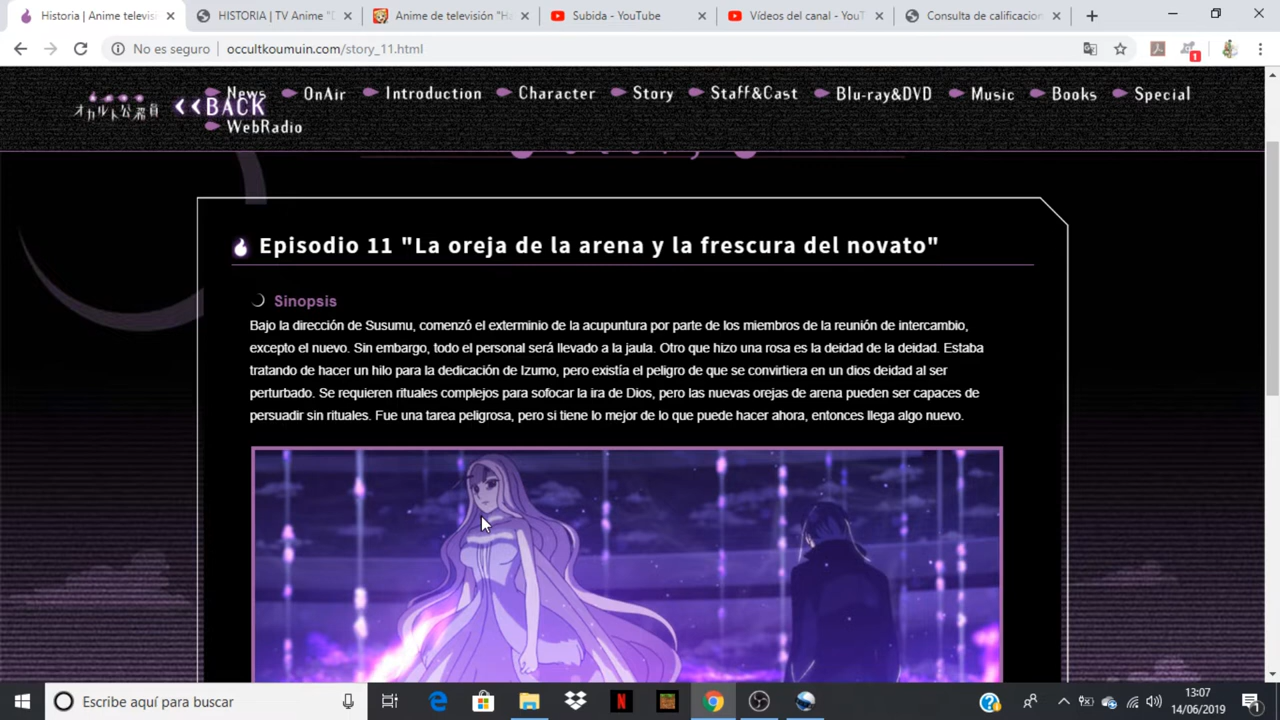 Historia | Anime televisi
HISTORIA | TV Anime "D
Anime de televisión "Ha
Subida - YouTube
Vídeos del canal - YouT
Consulta de calificacion
No es seguro
occultkoumuin.com/story_11.html
1
オカルト公務員
BACK
News
OnAir
Introduction
Character
Story
Staff&Cast
Blu-ray&DVD
Music
Books
Special
WebRadio
Episodio 11 "La oreja de la arena y la frescura del novato"
Sinopsis
Bajo la dirección de Susumu, comenzó el exterminio de la acupuntura por parte de los miembros de la reunión de intercambio,
excepto el nuevo. Sin embargo, todo el personal será llevado a la jaula. Otro que hizo una rosa es la deidad de la deidad. Estaba
tratando de hacer un hilo para la dedicación de Izumo, pero existía el peligro de que se convirtiera en un dios deidad al ser
perturbado. Se requieren rituales complejos para sofocar la ira de Dios, pero las nuevas orejas de arena pueden ser capaces de
persuadir sin rituales. Fue una tarea peligrosa, pero si tiene lo mejor de lo que puede hacer ahora, entonces llega algo nuevo.
Escribe aquí para buscar
13:07
14/06/2019
1